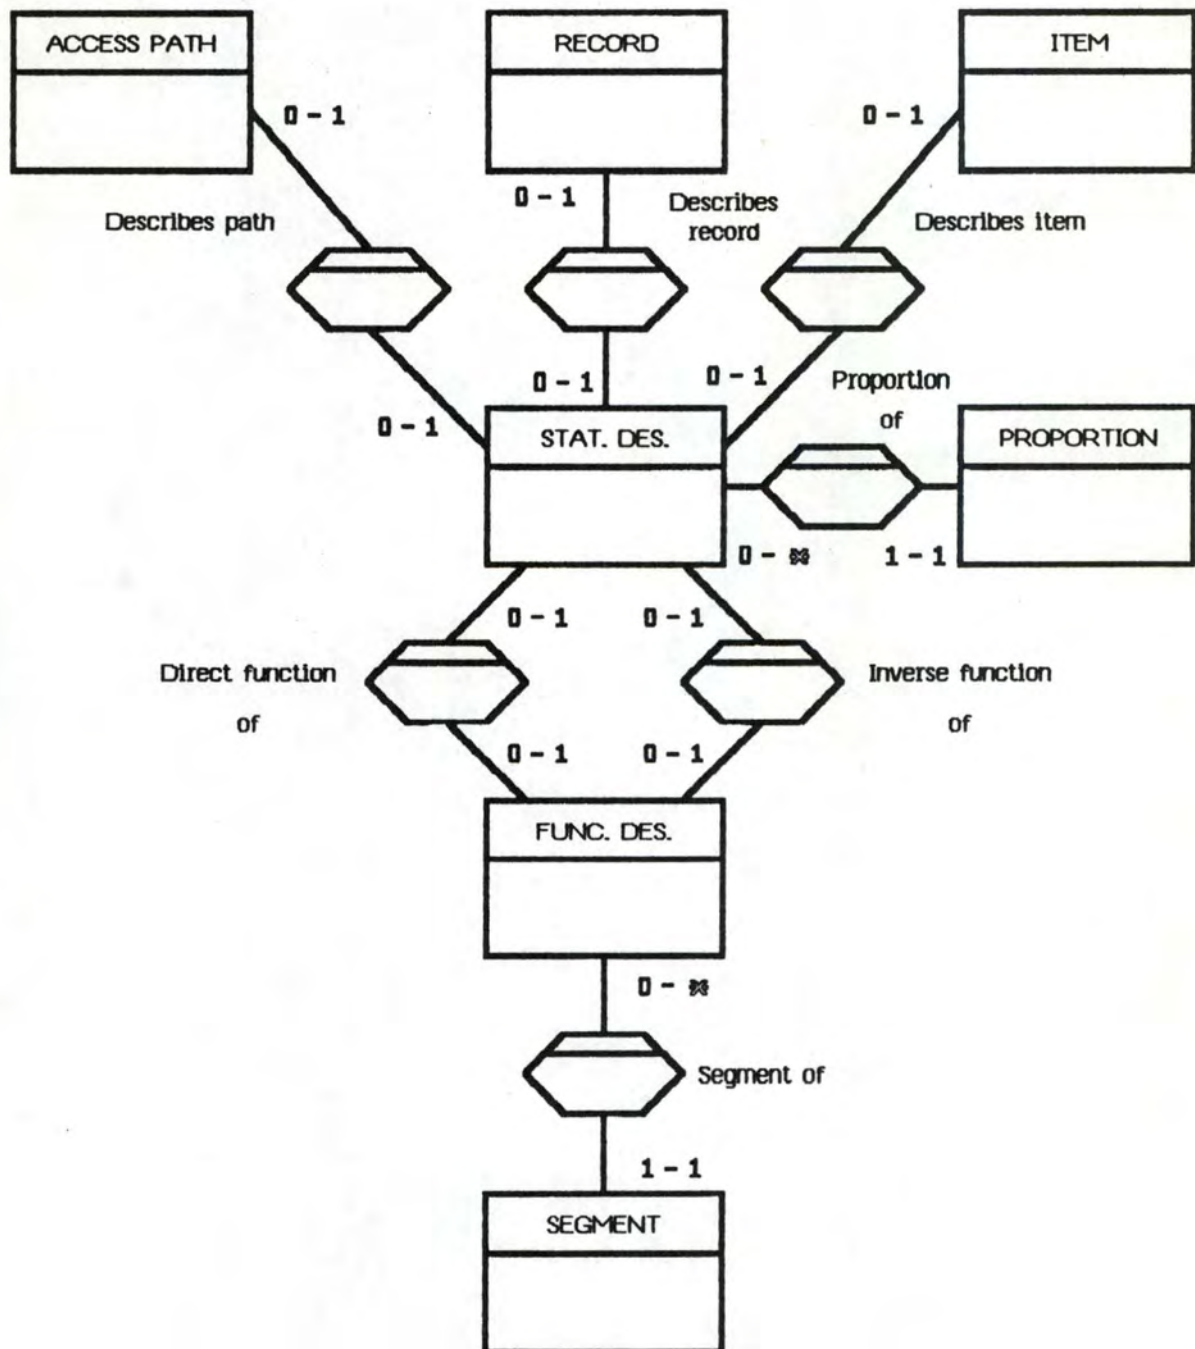 ACCESS PATH
RECORD
ITEM
0 - 1
0 - 1
0 - 1
Describes path
Describes
record
Describes item
0 - 1
0 - 1
0 - 1
Proportion
of
STAT. DES.
PROPORTION
0 - *
1 - 1
0 - 1
0 - 1
Direct function
of
Inverse function
of
0 - 1
0 - 1
FUNC. DES.
0 - *
Segment of
1 - 1
SEGMENT